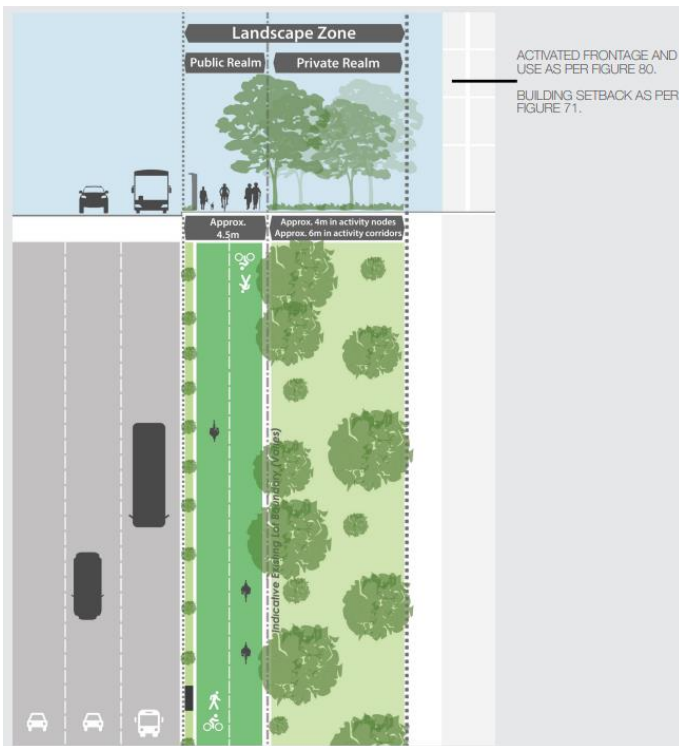 Landscape Zone
Public Realm
Private Realm
ACTIVATED FRONTAGE AND
USE AS PER FIGURE 80.
BUILDING SETBACK AS PER
FIGURE 71.
Approx.
4.5m
Approx. 4m in activity nodes
Approx. 6m in activity corridors
Indicative Existing Lot Boundary (Varies)